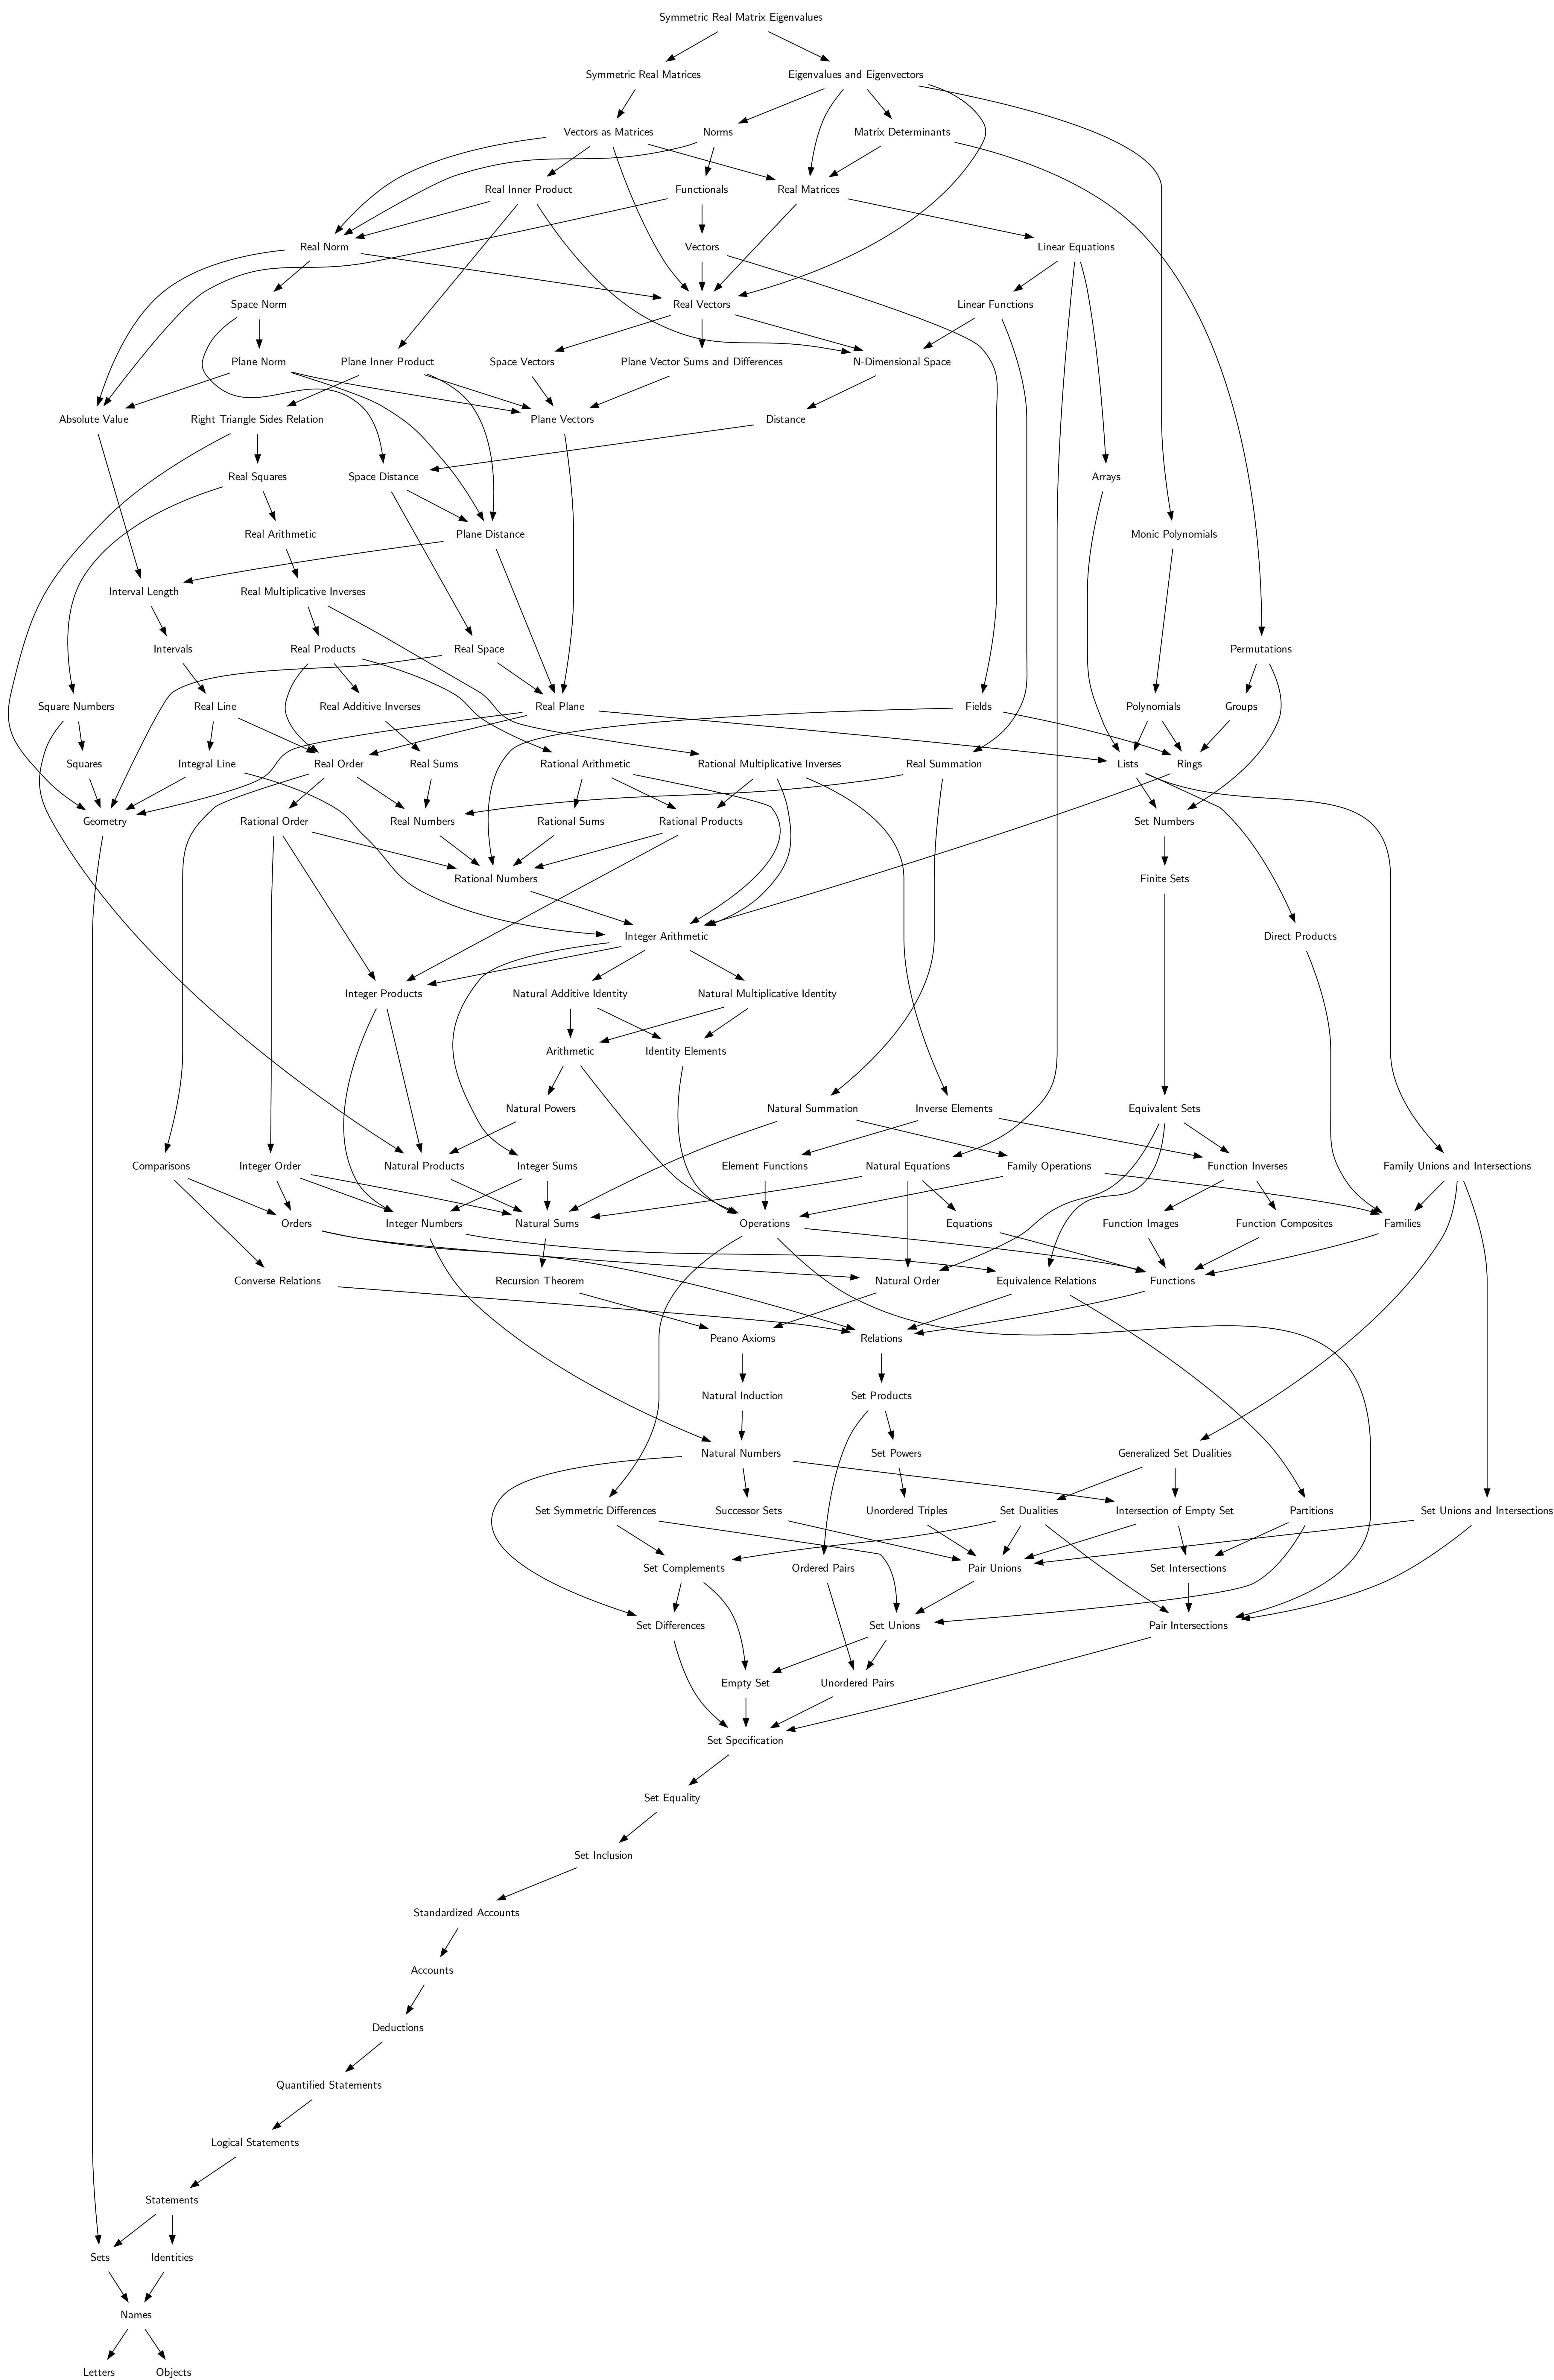 Symmetric Real Matrix Eigenvalues
Symmetric Real Matrices
Eigenvalues and Eigenvectors
Vectors as Matrices
Norms
Matrix Determinants
Real Inner Product
Functionals
Real Matrices
Real Norm
Vectors
Linear Equations
Space Norm
Real Vectors
Linear Functions
Plane Norm
Plane Inner Product
Space Vectors
Plane Vector Sums and Differences
N-Dimensional Space
Absolute Value
Right Triangle Sides Relation
Plane Vectors
Distance
Real Squares
Space Distance
Arrays
Real Arithmetic
Plane Distance
Monic Polynomials
Interval Length
Real Multiplicative Inverses
Intervals
Real Products
Real Space
Permutations
Square Numbers
Real Line
Real Additive Inverses
Real Plane
Fields
Polynomials
Groups
Squares
Integral Line
Real Order
Real Sums
Rational Arithmetic
Rational Multiplicative Inverses
Real Summation
Lists
Rings
Geometry
Rational Order
Real Numbers
Rational Sums
Rational Products
Set Numbers
Rational Numbers
Finite Sets
Integer Arithmetic
Direct Products
Integer Products
Natural Additive Identity
Natural Multiplicative Identity
Arithmetic
Identity Elements
Natural Powers
Natural Summation
Inverse Elements
Equivalent Sets
Comparisons
Integer Order
Natural Products
Integer Sums
Element Functions
Natural Equations
Family Operations
Function Inverses
Family Unions and Intersections
Orders
Integer Numbers
Natural Sums
Operations
Equations
Function Images
Function Composites
Families
Converse Relations
Recursion Theorem
Natural Order
Equivalence Relations
Functions
Peano Axioms
Relations
Natural Induction
Set Products
Natural Numbers
Set Powers
Generalized Set Dualities
Set Symmetric Differences
Successor Sets
Unordered Triples
Set Dualities
Intersection of Empty Set
Partitions
Set Unions and Intersections
Set Complements
Ordered Pairs
Pair Unions
Set Intersections
Set Differences
Set Unions
Pair Intersections
Empty Set
Unordered Pairs
Set Specification
Set Equality
Set Inclusion
Standardized Accounts
Accounts
Deductions
Quantified Statements
Logical Statements
Statements
Sets
Identities
Names
Letters
Objects